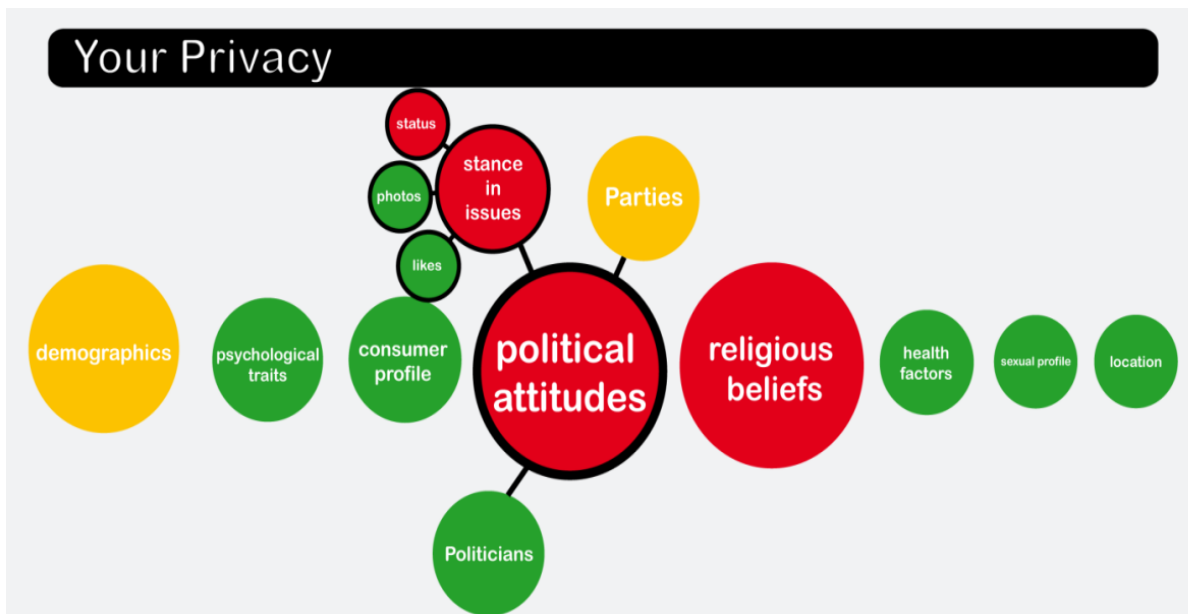 Your Privacy
status
photos
likes
stance
in
issues
Parties
demographics
psychological
traits
consumer
profile
political
attitudes
religious
beliefs
health
factors
sexual profile
location
Politicians